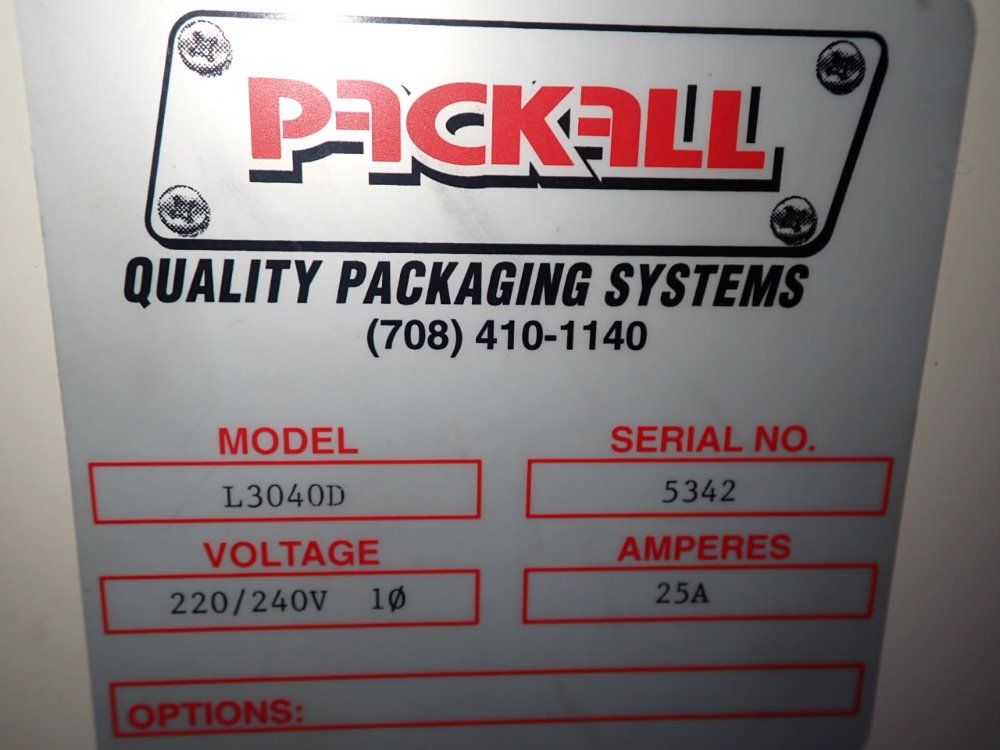 PACKALL
QUALITY PACKAGING SYSTEMS
(708) 410-1140
MODEL SERIAL NO.
L3040D 5342
VOLTAGE AMPERES
220/240V 1Ø 25A
OPTIONS: